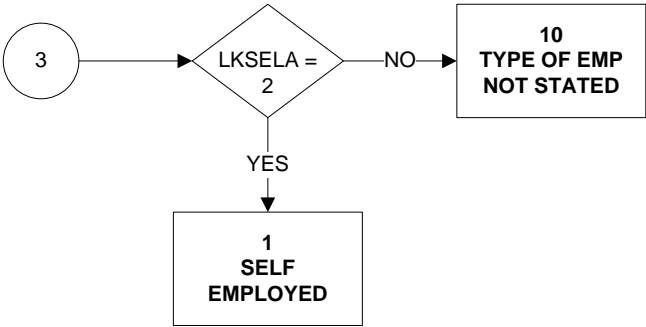 3
LKSELA =
2
NO
10
TYPE OF EMP
NOT STATED
YES
1
SELF
EMPLOYED